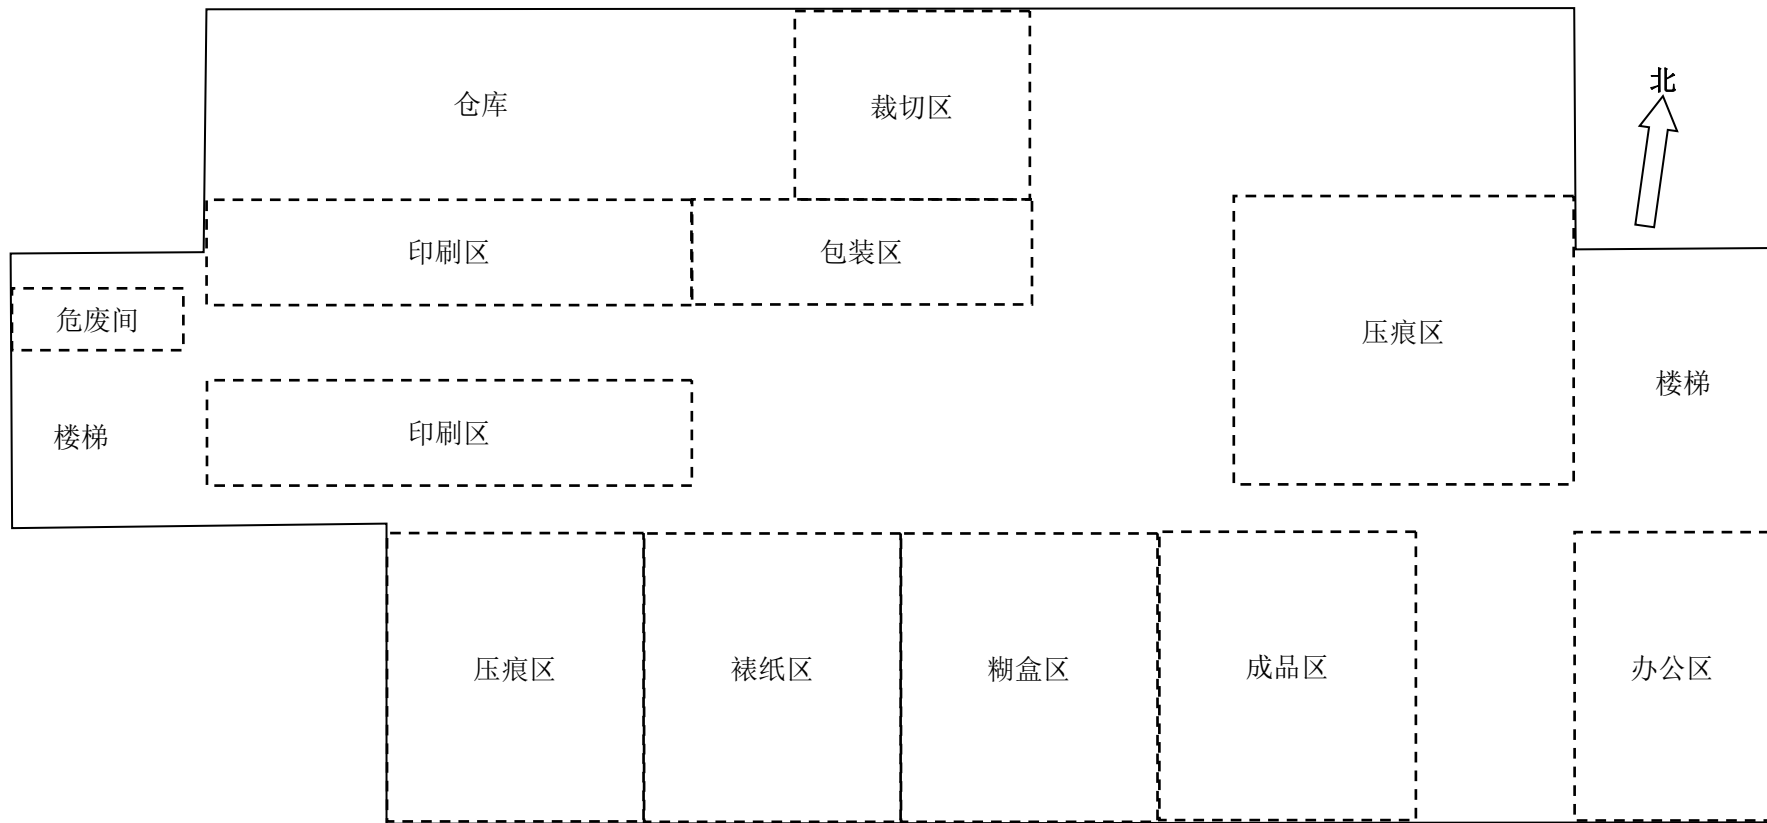 北
仓库
裁切区
印刷区
包装区
危废间
压痕区
楼梯
印刷区
楼梯
压痕区
裱纸区
糊盒区
成品区
办公区